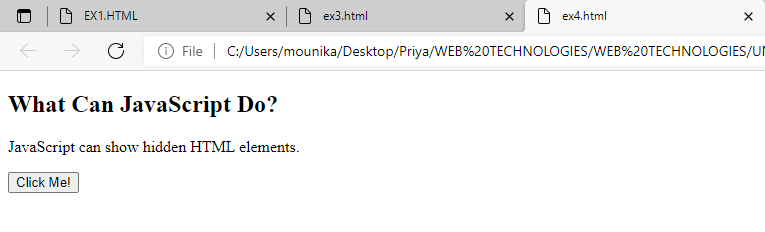 EX1.HTML
ex3.html
ex4.html
File
C:/Users/mounika/Desktop/Priya/WEB%20TECHNOLOGIES/WEB%20TECHNOLOGIES/UN
What Can JavaScript Do?
JavaScript can show hidden HTML elements.
Click Me!